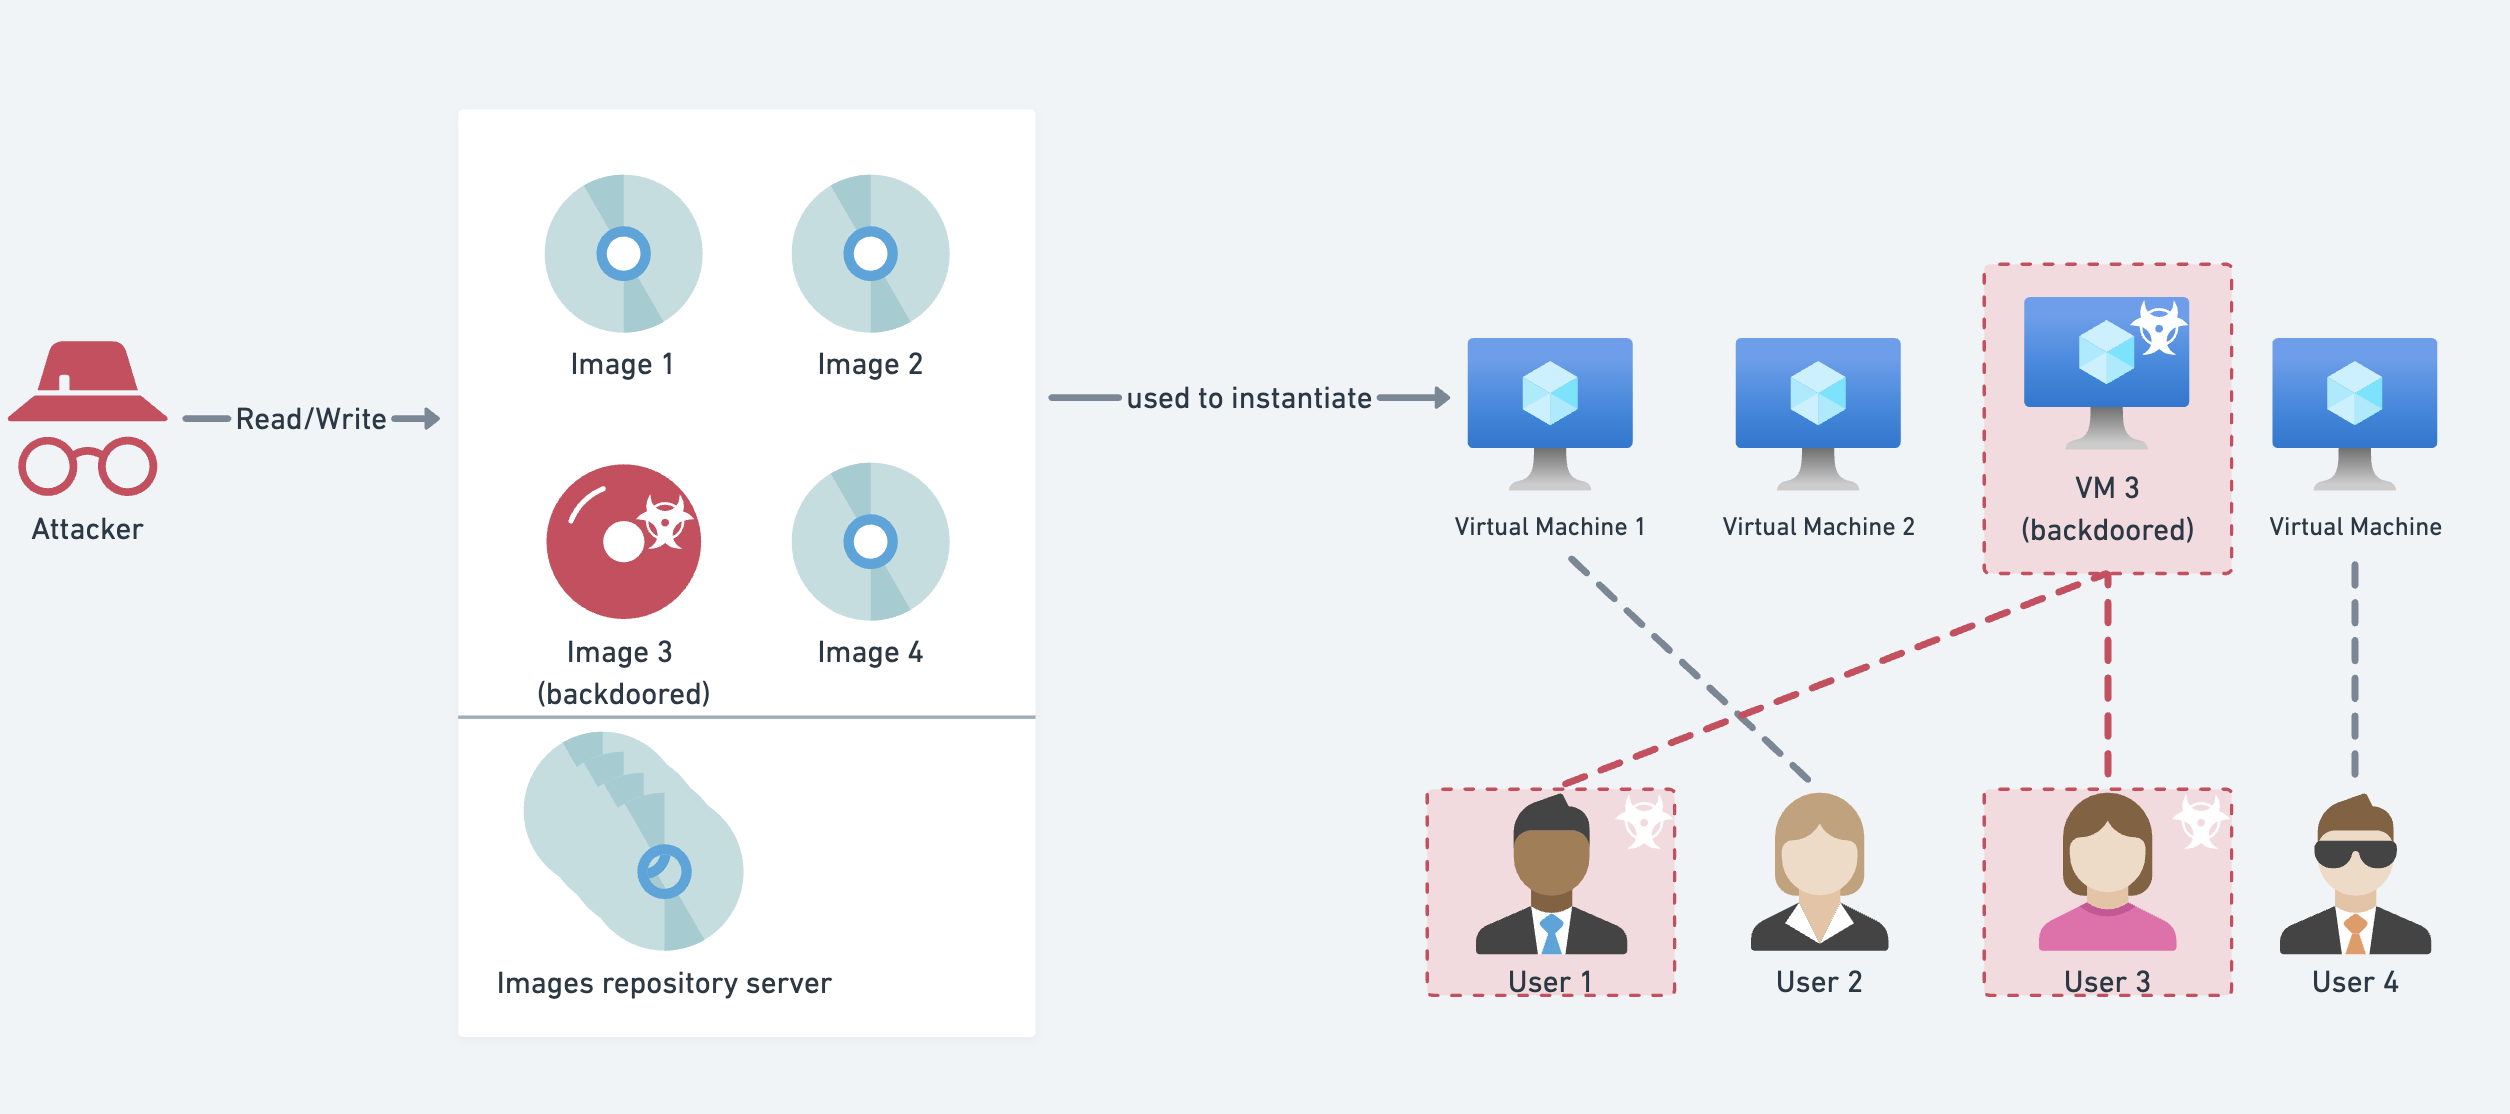 Attacker
Read/Write
Image 1
Image 2
Image 3
(backdoored)
Image 4
Images repository server
used to instantiate
Virtual Machine 1
Virtual Machine 2
VM 3
(backdoored)
Virtual Machine
User 1
User 2
User 3
User 4